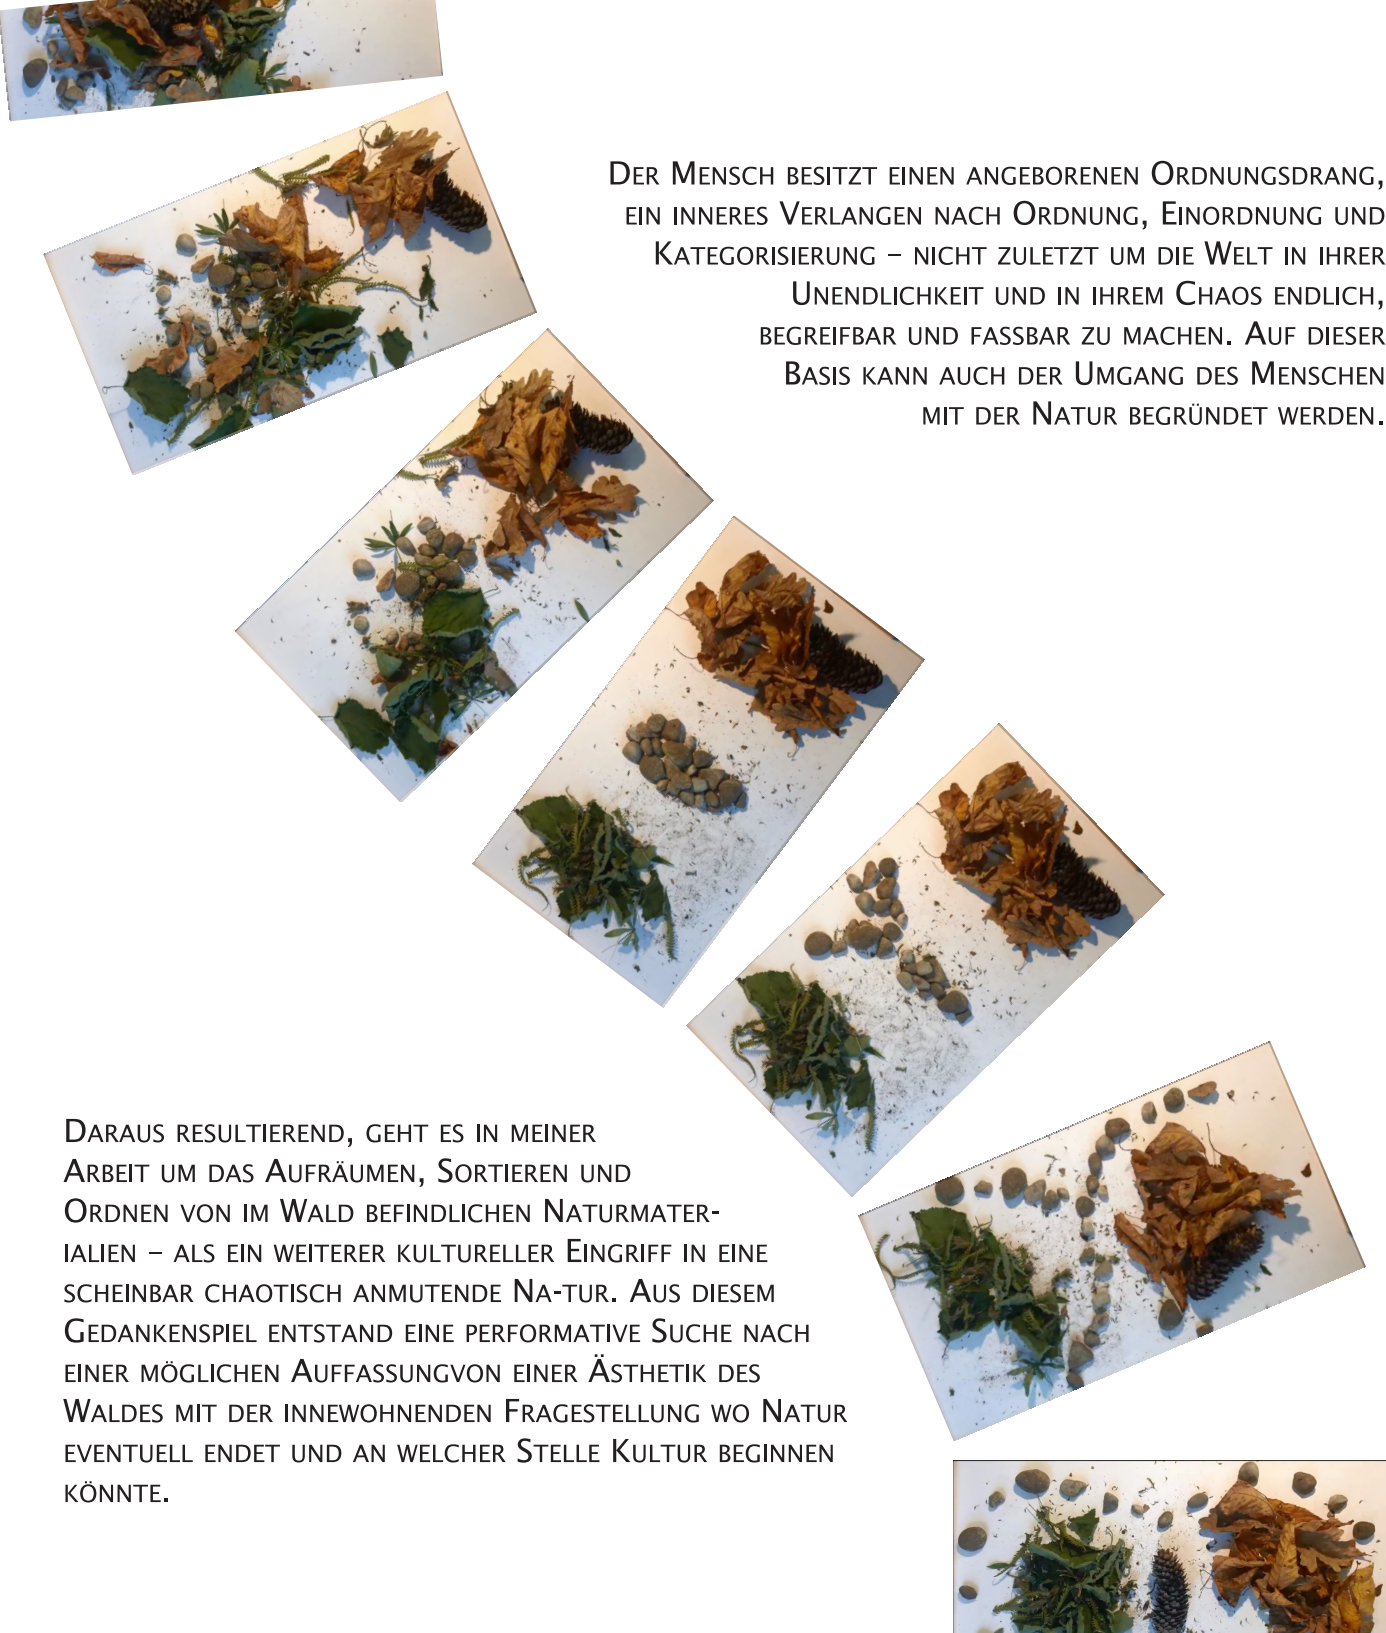 Der Mensch besitzt einen angeborenen Ordnungsdrang,
ein inneres Verlangen nach Ordnung, Einordnung und
Kategorisierung – nicht zuletzt um die Welt in ihrer
Unendlichkeit und in ihrem Chaos endlich,
begreifbar und fassbar zu machen. Auf dieser
Basis kann auch der Umgang des Menschen
mit der Natur begründet werden.
Daraus resultierend, geht es in meiner
Arbeit um das Aufräumen, Sortieren und
Ordnen von im Wald befindlichen Naturmater-
ialien – als ein weiterer kultureller Eingriff in eine
scheinbar chaotisch anmutende Na-tur. Aus diesem
Gedankenspiel entstand eine performative Suche nach
einer möglichen Auffassungvon einer Ästhetik des
Waldes mit der innewohnenden Fragestellung wo Natur
eventuell endet und an welcher Stelle Kultur beginnen
könnte.